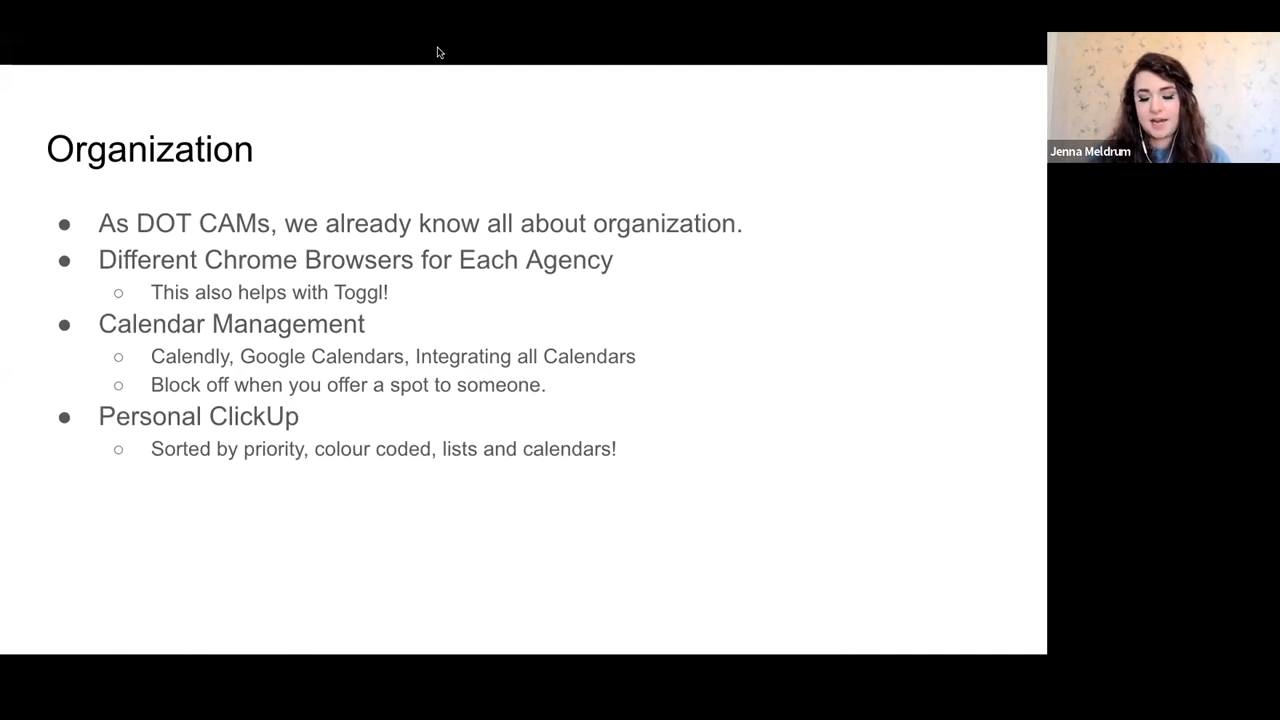 Organization
● As DOT CAMs, we already know all about organization.
● Different Chrome Browsers for Each Agency
○ This also helps with Toggl!
● Calendar Management
○ Calendly, Google Calendars, Integrating all Calendars
○ Block off when you offer a spot to someone.
● Personal ClickUp
○ Sorted by priority, colour coded, lists and calendars!
Jenna Meldrum